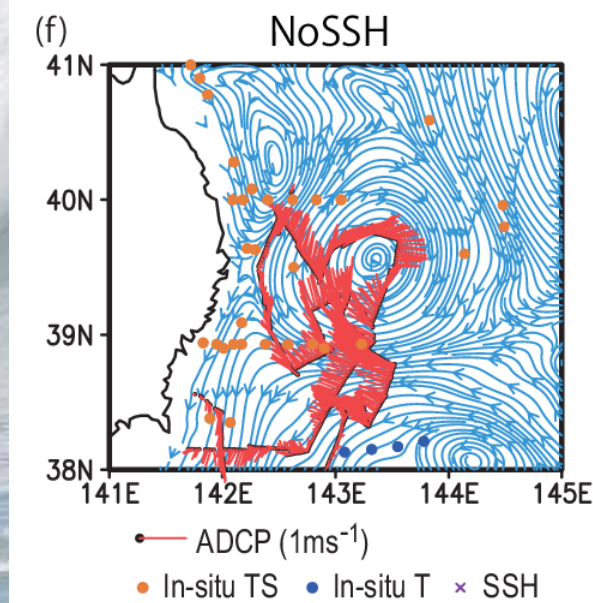 (f) NoSSH
41N
40N
39N
38N
141E 142E 143E 144E 145E
ADCP (1ms⁻¹)
In-situ TS In-situ T × SSH